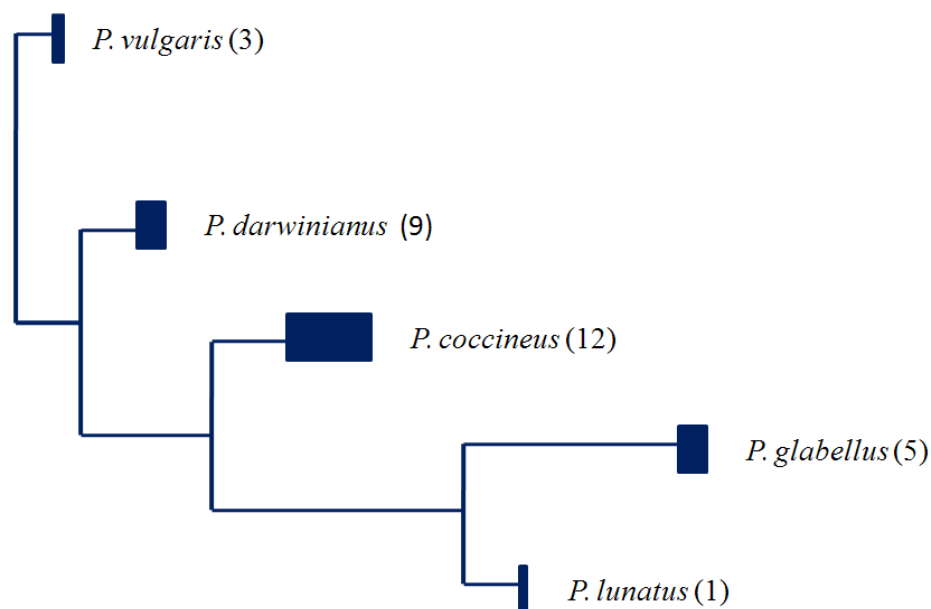 P. vulgaris (3)
P. darwinianus (9)
P. coccineus (12)
P. glabellus (5)
P. lunatus (1)